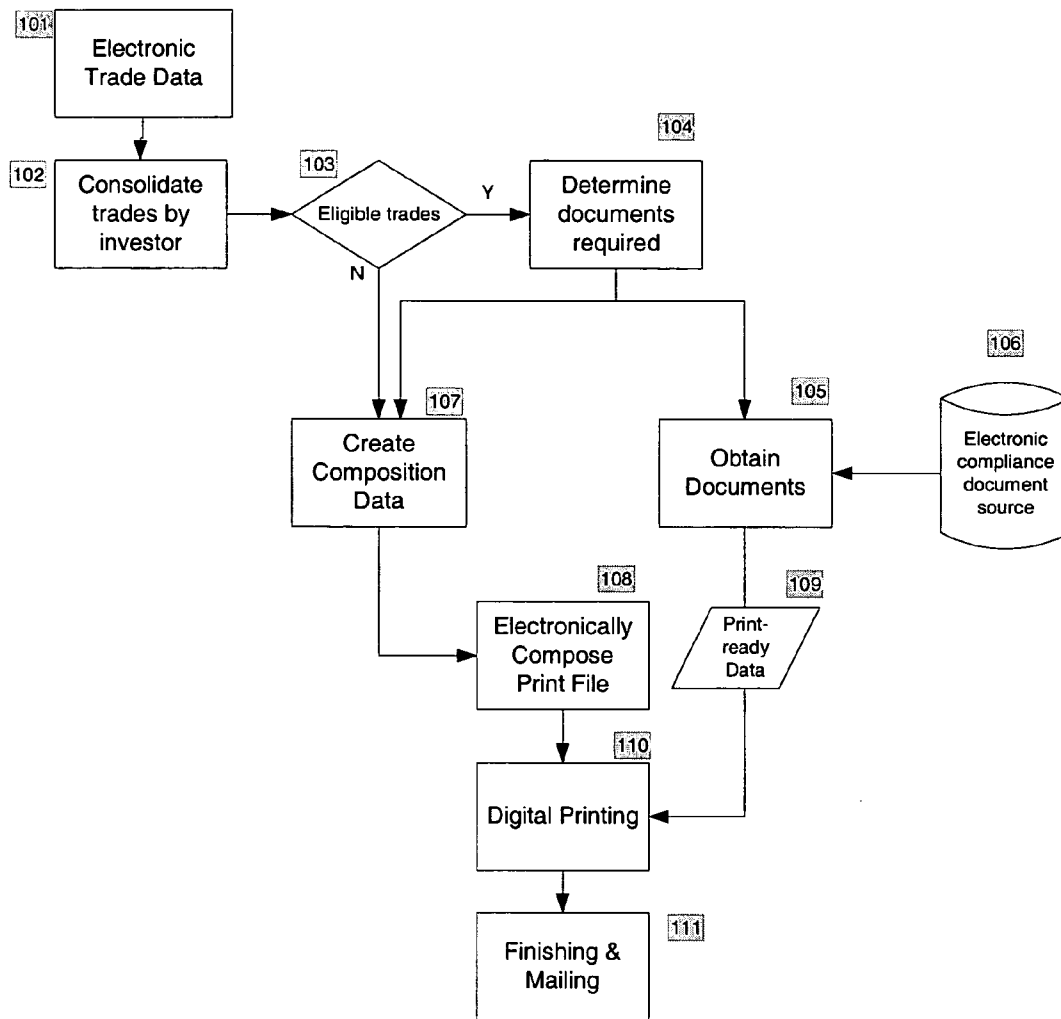 101
Electronic
Trade Data
102
Consolidate
trades by
investor
103
Eligible trades
Y
N
104
Determine
documents
required
107
Create
Composition
Data
105
Obtain
Documents
106
Electronic
compliance
document
source
108
Electronically
Compose
Print File
109
Print-
ready
Data
110
Digital Printing
111
Finishing &
Mailing